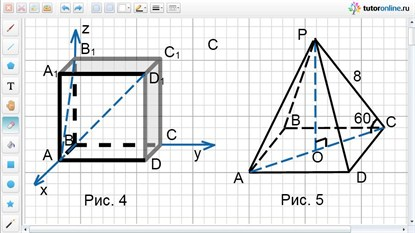 tutoronline.ru
z
B₁
C₁
C
P
A₁
D₁
8
B
C
y
B
60
C
A
D
O
x
A
D
Рис. 4
Рис. 5
T